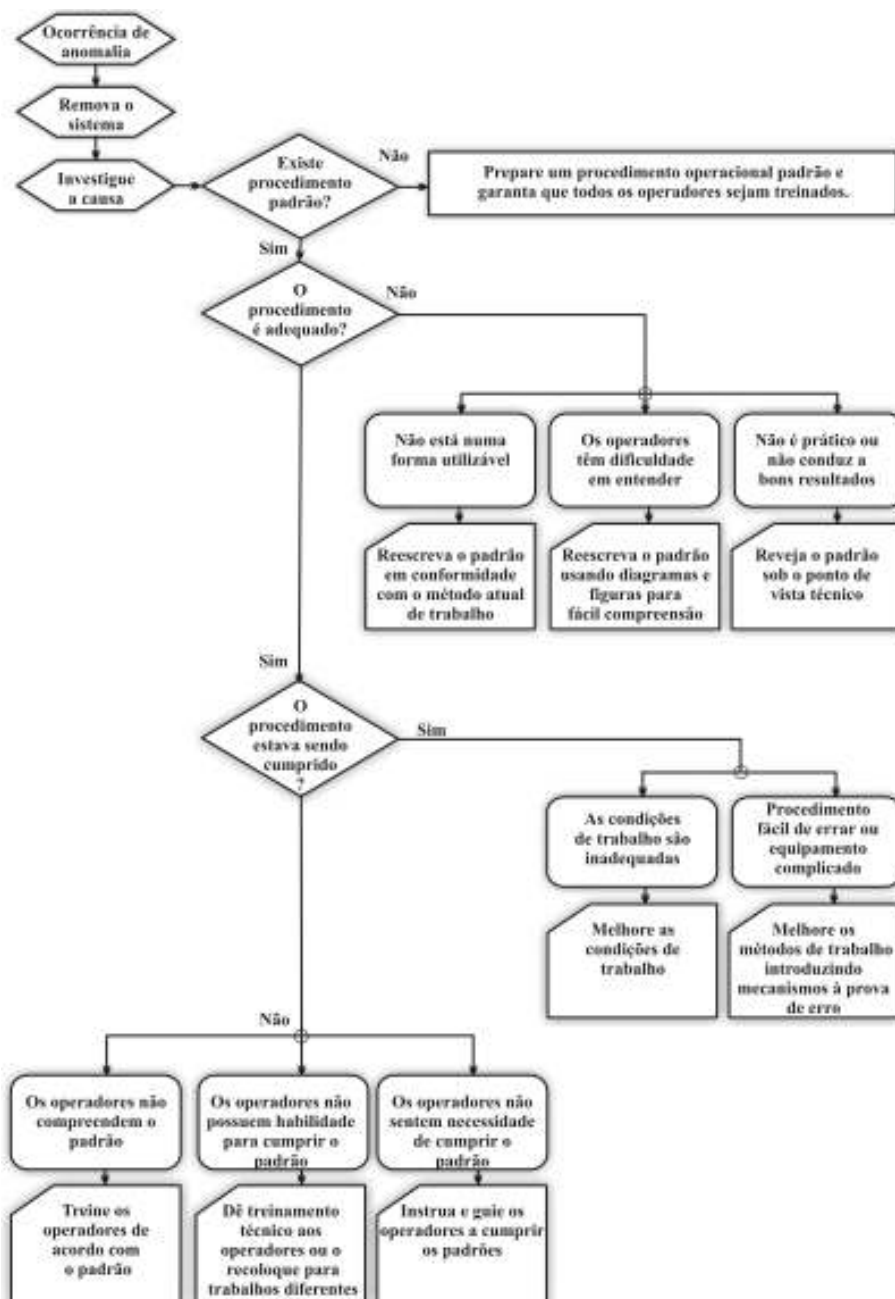 Ocorrência de
anomalia
Remova o
sistema
Investigue
a causa
Existe
procedimento
padrão?
Não
Prepare um procedimento operacional padrão e
garanta que todos os operadores sejam treinados.
Sim
O
procedimento
é adequado?
Não
Não está numa
forma utilizável
Os operadores
têm dificuldade
em entender
Não é prático ou
não conduz a
bons resultados
Reescreva o padrão
em conformidade
com o método atual
de trabalho
Reescreva o padrão
usando diagramas e
figuras para
fácil compreensão
Reveja o padrão
sob o ponto de
vista técnico
Sim
O
procedimento
estava sendo
cumprido
?
Sim
As condições
de trabalho são
inadequadas
Procedimento
fácil de errar ou
equipamento
complicado
Melhore as
condições de
trabalho
Melhore os
métodos de trabalho
introduzindo
mecanismos à prova
de erro
Não
Os operadores não
compreendem o
padrão
Os operadores não
possuem habilidade
para cumprir o
padrão
Os operadores não
sentem necessidade
de cumprir o
padrão
Treine os
operadores de
acordo com
o padrão
Dê treinamento
técnico aos
operadores ou o
recoloque para
trabalhos diferentes
Instrua e guie os
operadores a cumprir
os padrões